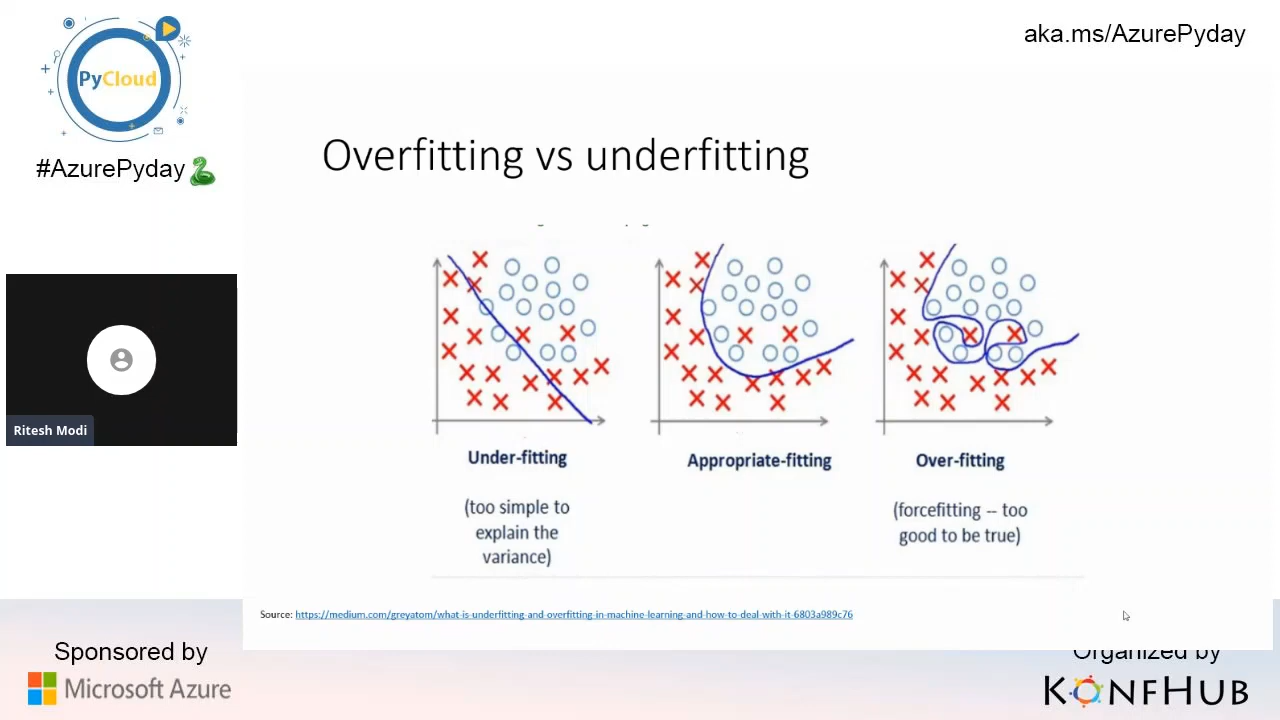 PyCloud
#AzurePyday
aka.ms/AzurePyday
Overfitting vs underfitting
Under-fitting
(too simple to
explain the
variance)
Appropriate-fitting
Over-fitting
(forcefitting -- too
good to be true)
Ritesh Modi
Source: https://medium.com/greyatom/what-is-underfitting-and-overfitting-in-machine-learning-and-how-to-deal-with-it-6803a989c76
Sponsored by
Microsoft Azure
Organized by
KONFHUB